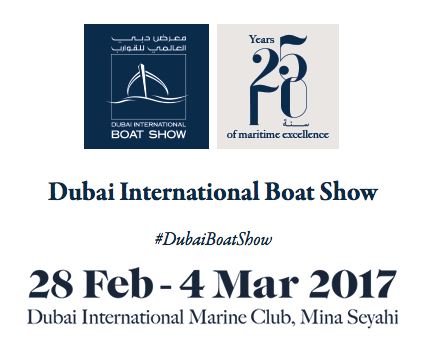 معرض دبي
العالمي للقوارب
DUBAI INTERNATIONAL
BOAT SHOW
Years
25
٢٥
سنة
of maritime excellence
Dubai International Boat Show
#DubaiBoatShow
28 Feb - 4 Mar 2017
Dubai International Marine Club, Mina Seyahi